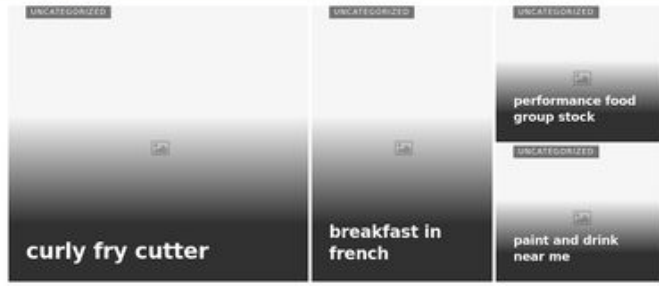 UNCATEGORIZED
curly fry cutter
UNCATEGORIZED
breakfast in
french
UNCATEGORIZED
performance food
group stock
UNCATEGORIZED
paint and drink
near me